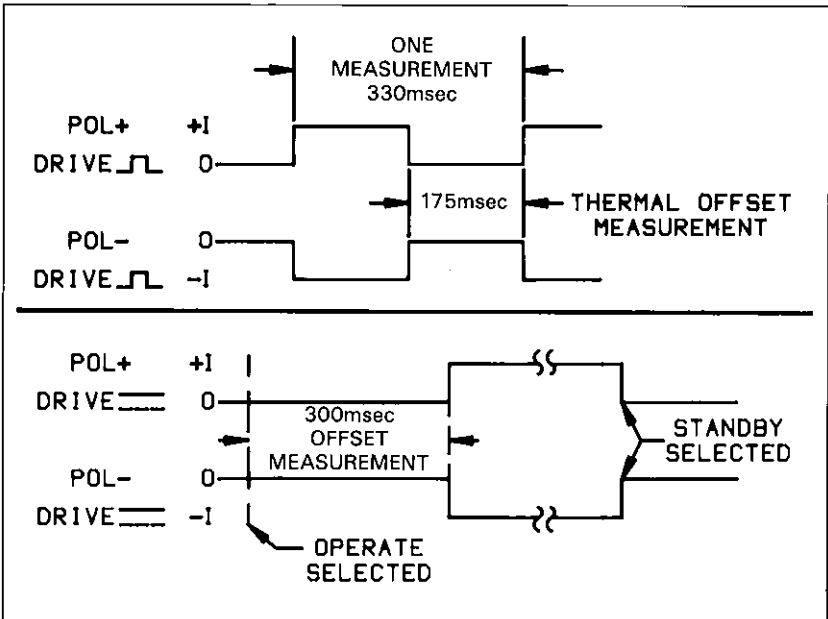 ONE
MEASUREMENT
330msec
POL+ +I
DRIVE 0
175msec
THERMAL OFFSET
MEASUREMENT
POL- 0
DRIVE -I
POL+ +I
DRIVE 0
300msec
OFFSET
MEASUREMENT
STANDBY
SELECTED
POL- 0
DRIVE -I
OPERATE
SELECTED